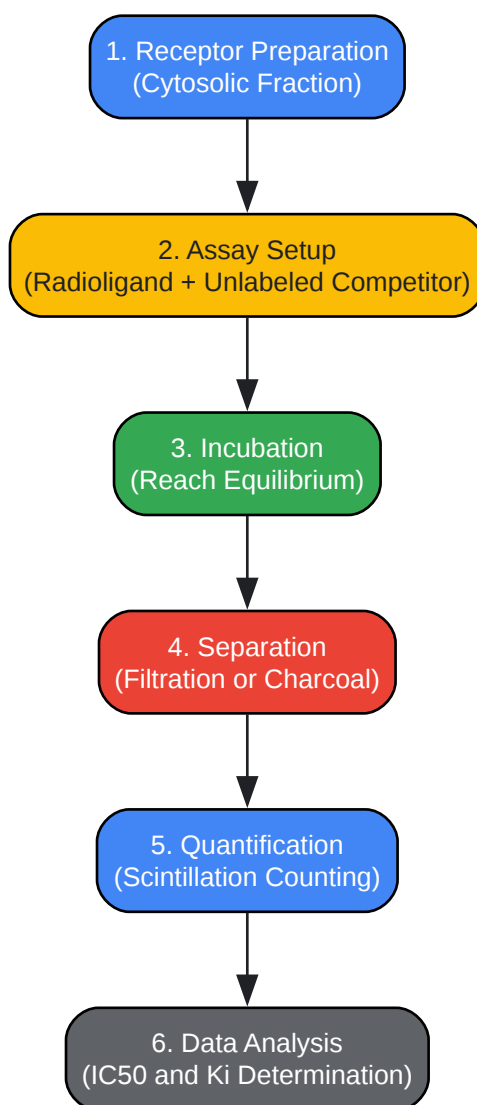 1. Receptor Preparation
(Cytosolic Fraction)
2. Assay Setup
(Radioligand + Unlabeled Competitor)
3. Incubation
(Reach Equilibrium)
4. Separation
(Filtration or Charcoal)
5. Quantification
(Scintillation Counting)
6. Data Analysis
(IC50 and Ki Determination)